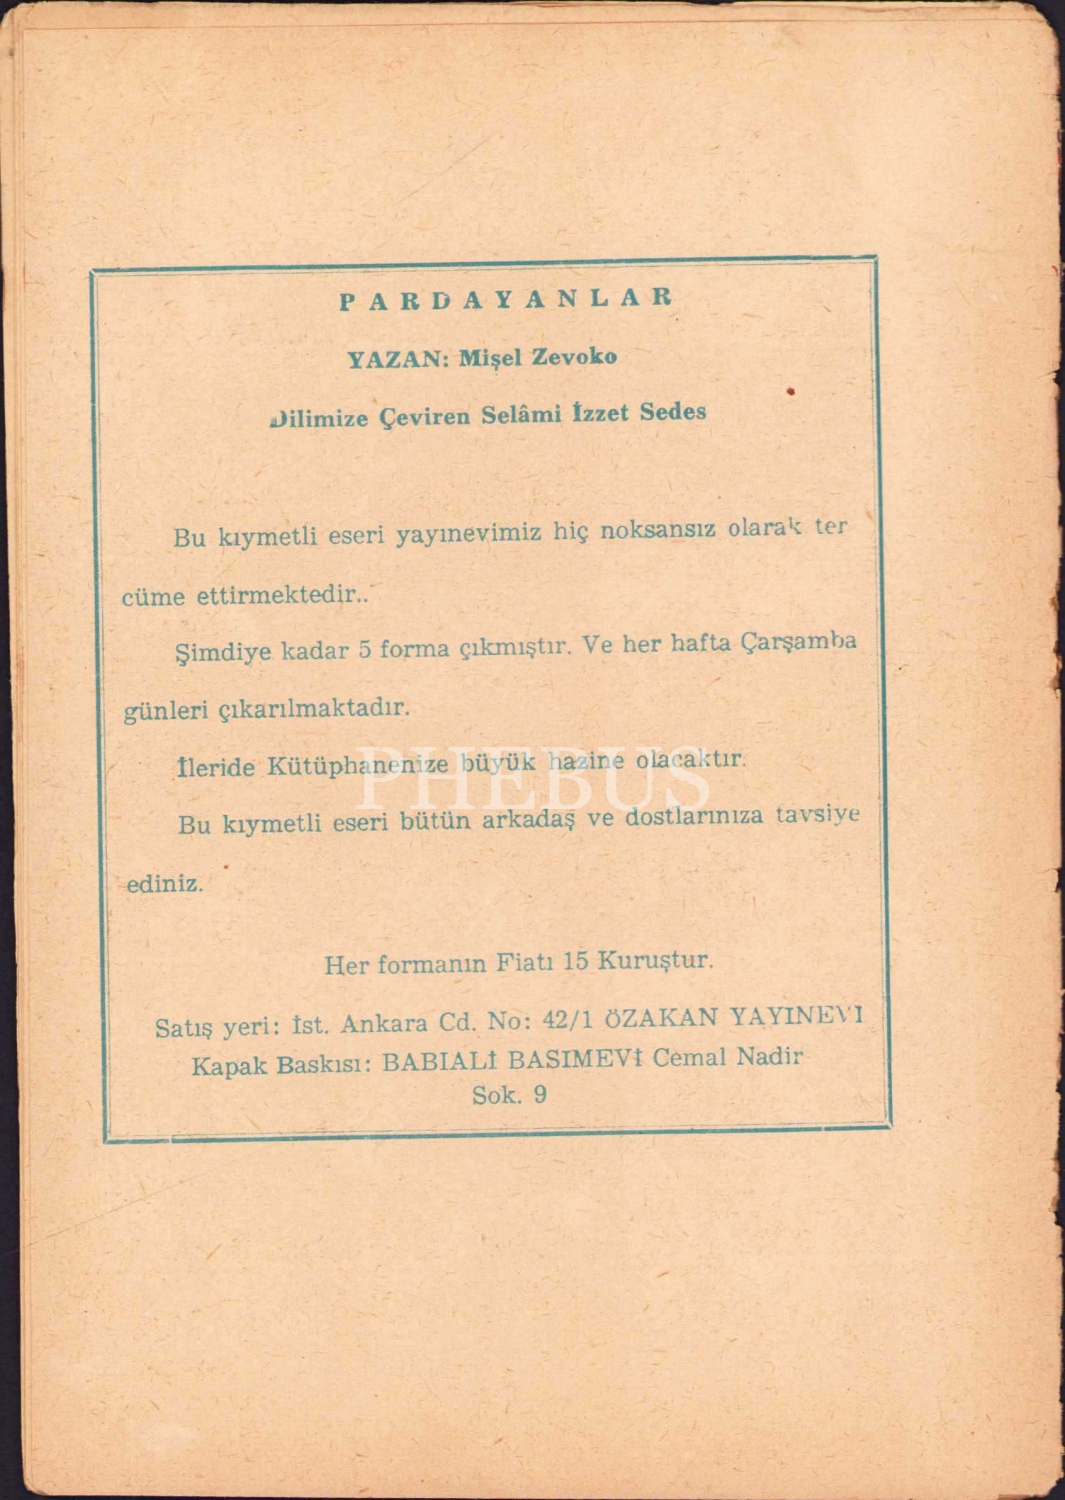 PARDAYANLAR
YAZAN: Mişel Zevoko
Dilimize Çeviren Selâmi İzzet Sedes
Bu kıymetli eseri yayınevimiz hiç noksansız olarak ter
cüme ettirmektedir..
Şimdiye kadar 5 forma çıkmıştır. Ve her hafta Çarşamba
günleri çıkarılmaktadır.
İleride Kütüphanenize büyük hazine olacaktır.
PHEBUS
Bu kıymetli eseri bütün arkadaş ve dostlarınıza tavsiye
ediniz.
Her formanın Fiatı 15 Kuruştur.
Satış yeri: İst. Ankara Cd. No: 42/1 ÖZAKAN YAYINEVI
Kapak Baskısı: BABIALİ BASIMEVİ Cemal Nadir
Sok. 9